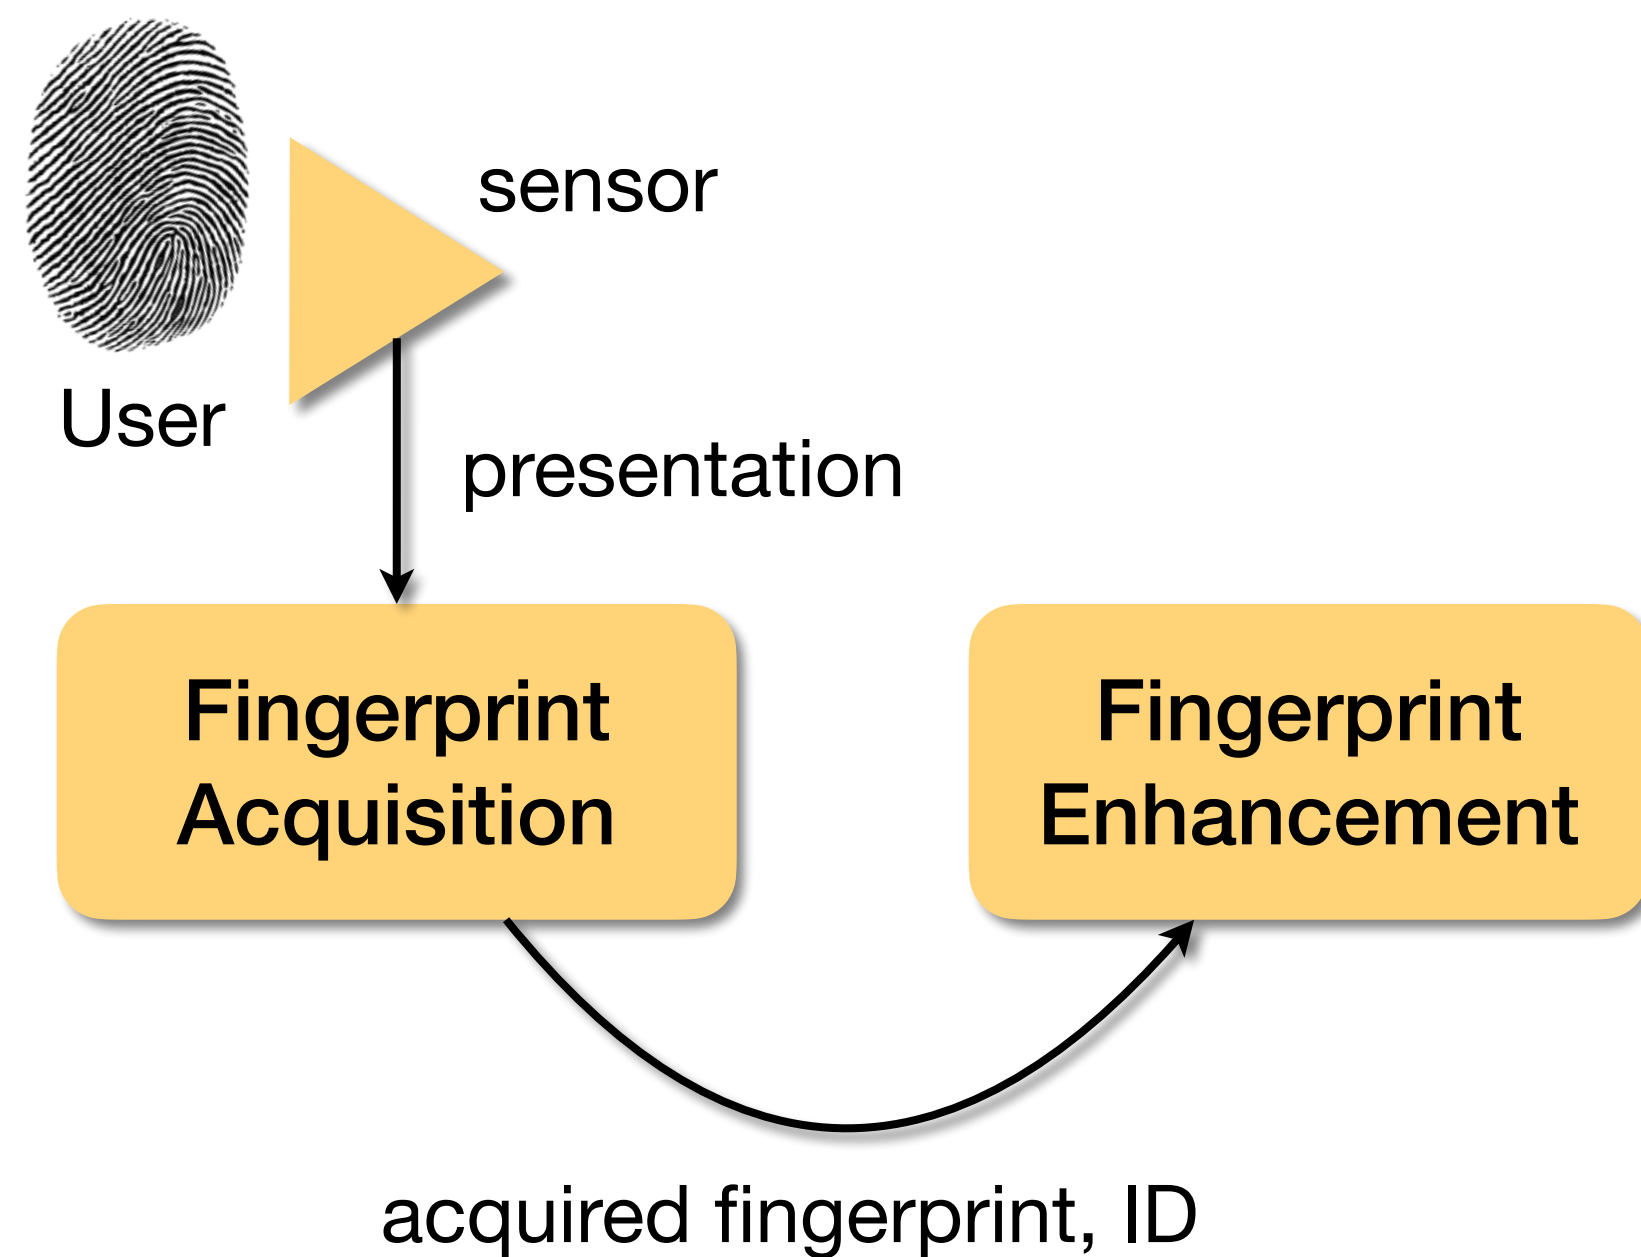 sensor
User
presentation
Fingerprint
Acquisition
Fingerprint
Enhancement
acquired fingerprint, ID